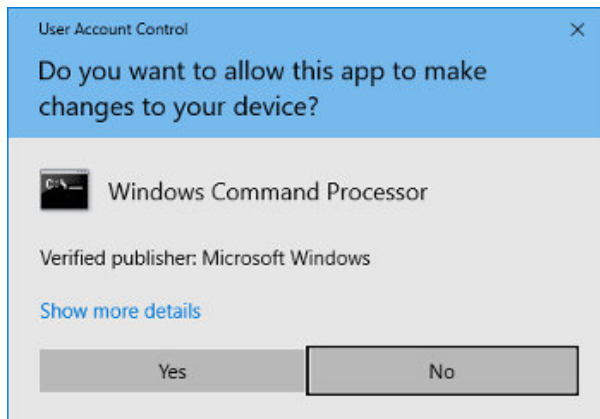 User Account Control
Do you want to allow this app to make
changes to your device?
C:\_
Windows Command Processor
Verified publisher: Microsoft Windows
Show more details
Yes
No